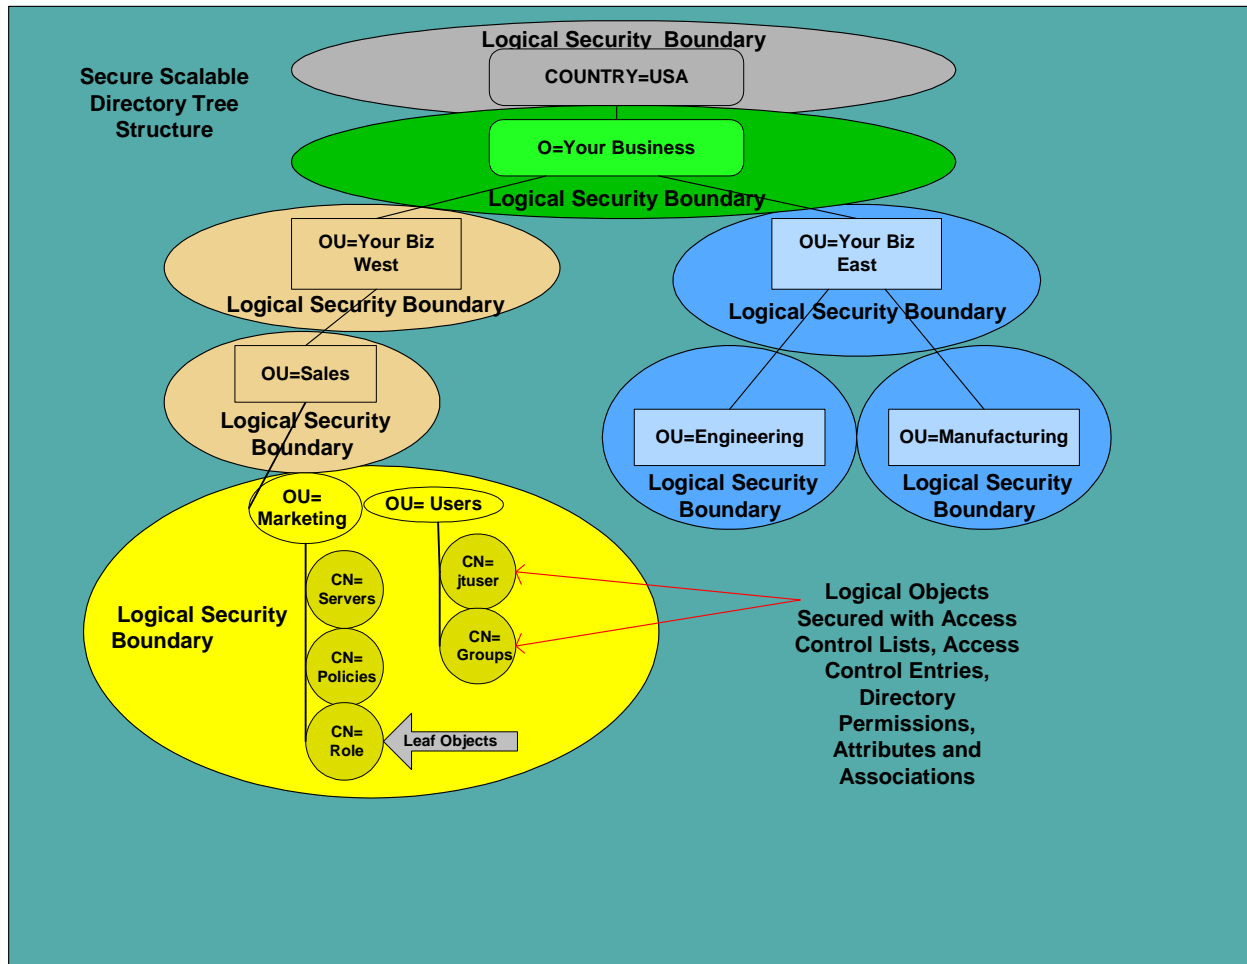 Logical Security Boundary
COUNTRY=USA
Secure Scalable
Directory Tree
Structure
O=Your Business
Logical Security Boundary
OU=Your Biz
West
Logical Security Boundary
OU=Your Biz
East
Logical Security Boundary
OU=Sales
Logical Security
Boundary
OU=Engineering
Logical Security
Boundary
OU=Manufacturing
Logical Security
Boundary
OU=
Marketing
OU= Users
CN=
Servers
CN=
jtuser
Logical Security
Boundary
CN=
Policies
CN=
Groups
CN=
Role
Leaf Objects
Logical Objects
Secured with Access
Control Lists, Access
Control Entries,
Directory
Permissions,
Attributes and
Associations